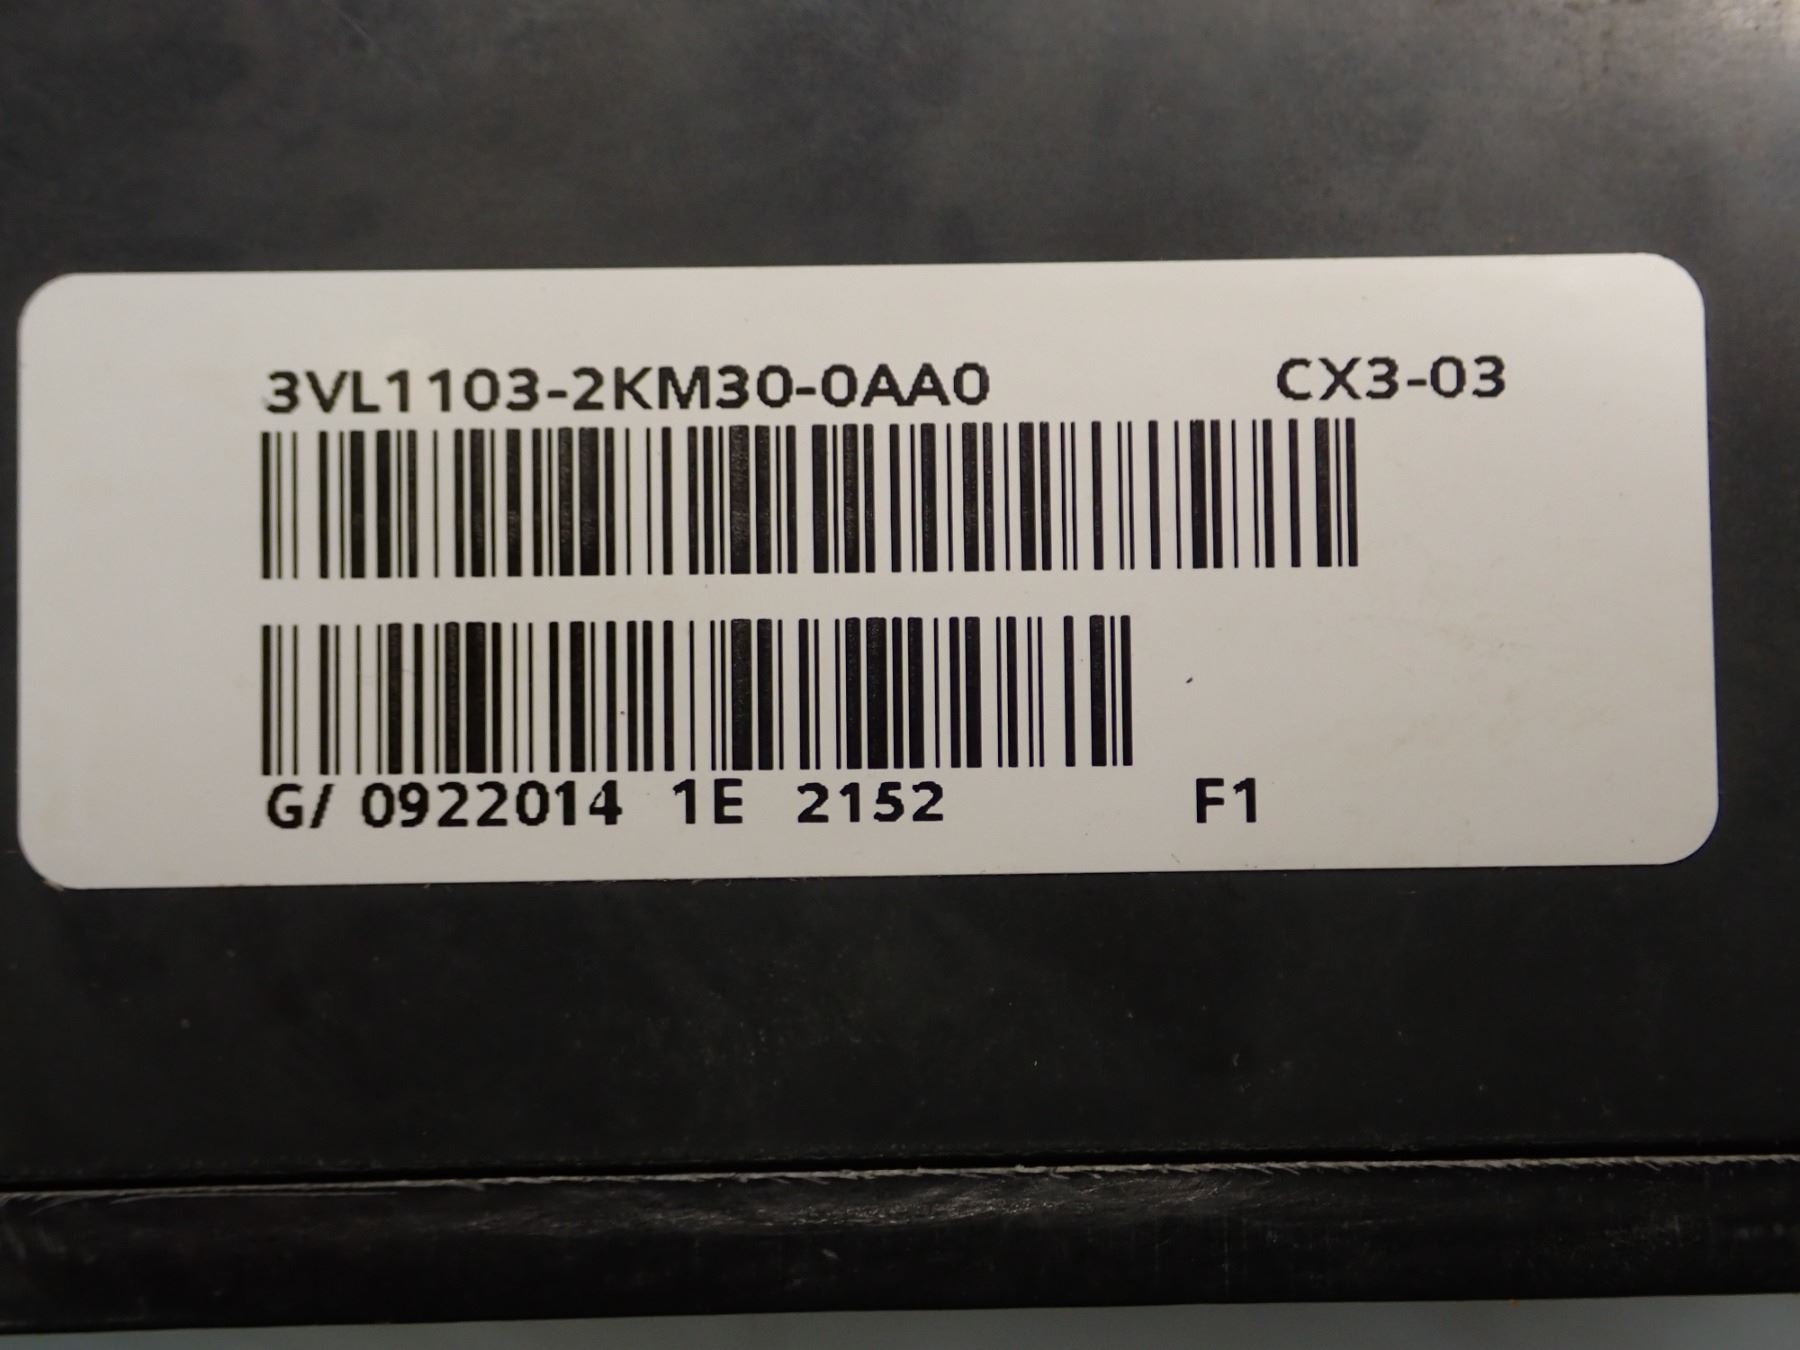 3VL1103-2KM30-0AA0 CX3-03
G/ 0922014 1E 2152 F1